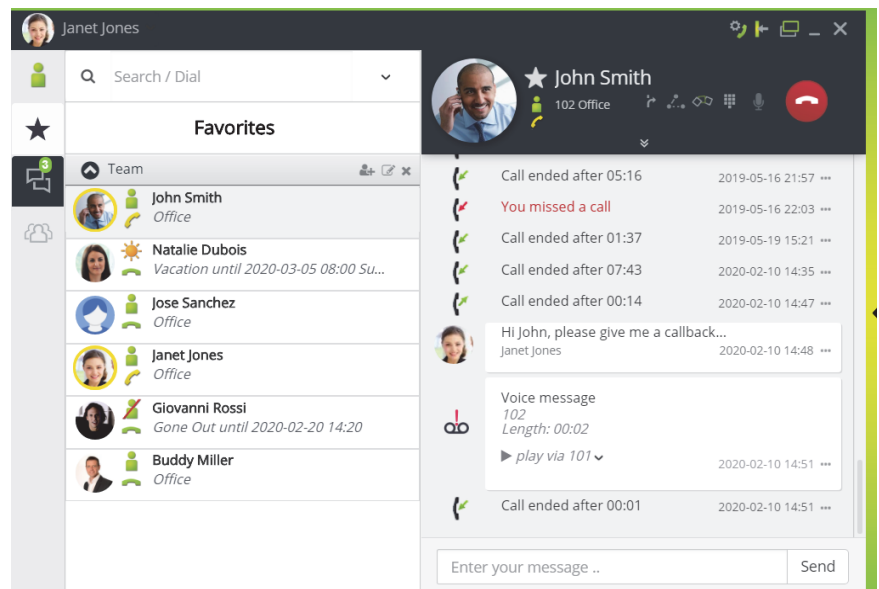 Janet Jones
Search / Dial
Favorites
3
Team
John Smith
Office
Natalie Dubois
Vacation until 2020-03-05 08:00 Su...
Jose Sanchez
Office
Janet Jones
Office
Giovanni Rossi
Gone Out until 2020-02-20 14:20
Buddy Miller
Office
John Smith
102 Office
Call ended after 05:16 2019-05-16 21:57
You missed a call 2019-05-16 22:03
Call ended after 01:37 2019-05-19 15:21
Call ended after 07:43 2020-02-10 14:35
Call ended after 00:14 2020-02-10 14:47
Hi John, please give me a callback...
Janet Jones 2020-02-10 14:48
Voice message
102
Length: 00:02
play via 101
2020-02-10 14:51
Call ended after 00:01 2020-02-10 14:51
Enter your message .. Send